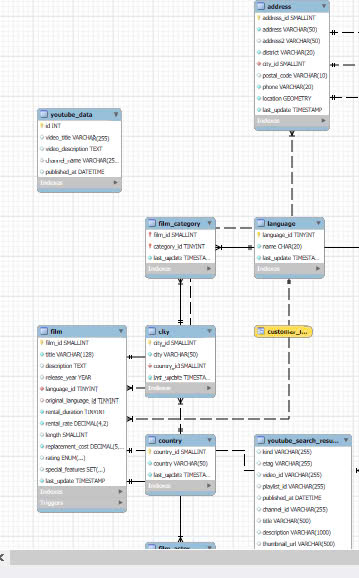 address
address_id SMALLINT
address VARCHAR(50)
address2 VARCHAR(50)
district VARCHAR(20)
city_id SMALLINT
postal_code VARCHAR(10)
phone VARCHAR(20)
location GEOMETRY
last_update TIMESTAMP
Indexes
youtube_data
id INT
video_title VARCHAR(255)
video_description TEXT
channel_name VARCHAR(25...
published_at DATETIME
Indexes
film_category
film_id SMALLINT
category_id TINYINT
last_update TIMESTA...
Indexes
language
language_id TINYINT
name CHAR(20)
last_update TIMESTA...
Indexes
film
film_id SMALLINT
title VARCHAR(128)
description TEXT
release_year YEAR
language_id TINYINT
original_language_id TINYINT
rental_duration TINYINT
rental_rate DECIMAL(4,2)
length SMALLINT
replacement_cost DECIMAL(5,...
rating ENUM(...)
special_features SET(...)
last_update TIMESTAMP
Indexes
Triggers
city
city_id SMALLINT
city VARCHAR(50)
country_id SMALLINT
last_update TIMESTA...
Indexes
customer_l...
country
country_id SMALLINT
country VARCHAR(50)
last_update TIMESTA...
Indexes
youtube_search_resu...
kind VARCHAR(255)
etag VARCHAR(255)
video_id VARCHAR(255)
playlist_id VARCHAR(255)
published_at DATETIME
channel_id VARCHAR(255)
title VARCHAR(500)
description VARCHAR(1000)
thumbnail_url VARCHAR(500)
film_actor